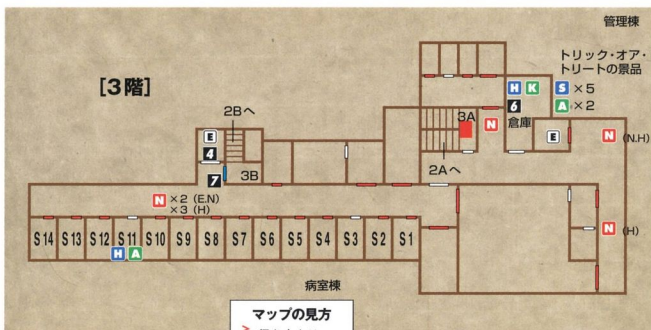 管理棟
トリック・オア・
トリートの景品
[3階]
H K S ×5
A ×2
6
倉庫
2Bへ
3A
N
E
N (N.H)
E
4
7
3B
2Aへ
N ×2 (E.N)
×3 (H)
N (H)
S14 S13 S12 S11 S10 S9 S8 S7 S6 S5 S4 S3 S2 S1
H A
病室棟
マップの見方